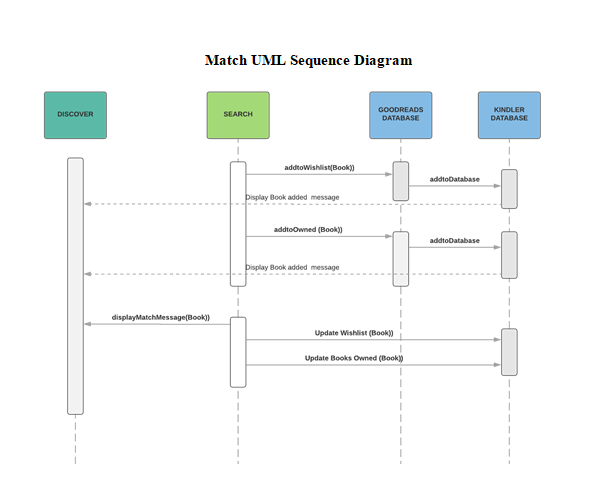 Match UML Sequence Diagram
DISCOVER
SEARCH
GOODREADS
DATABASE
KINDLER
DATABASE
addtoWishlist(Book))
addtoDatabase
Display Book added  message
addtoOwned (Book))
addtoDatabase
Display Book added  message
displayMatchMessage(Book))
Update Wishlist (Book))
Update Books Owned (Book))